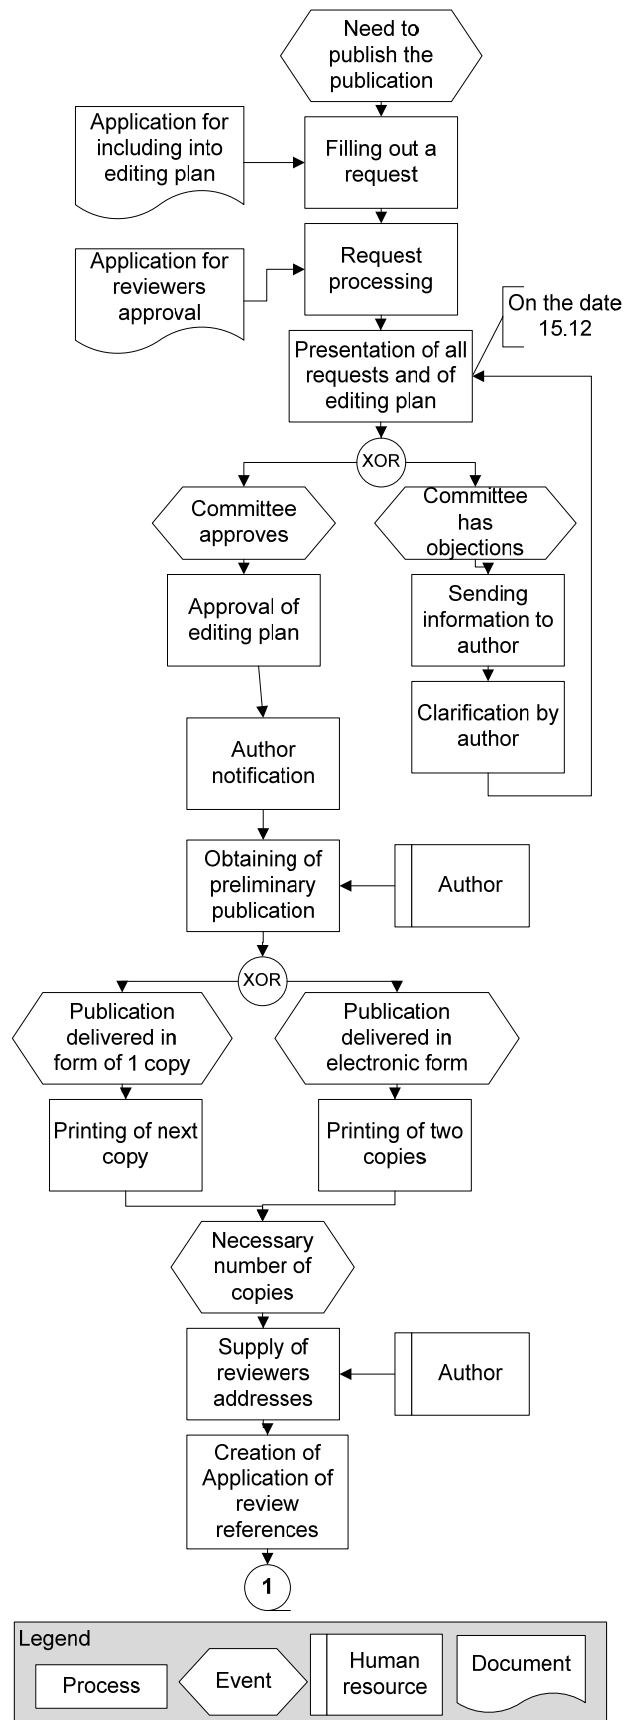 Need to
publish the
publication
Application for
including into
editing plan
Filling out a
request
Application for
reviewers
approval
Request
processing
On the date
15.12
Presentation of all
requests and of
editing plan
XOR
Committee
approves
Committee
has
objections
Approval of
editing plan
Sending
information to
author
Clarification by
author
Author
notification
Obtaining of
preliminary
publication
Author
XOR
Publication
delivered in
form of 1 copy
Publication
delivered in
electronic form
Printing of next
copy
Printing of two
copies
Necessary
number of
copies
Supply of
reviewers
addresses
Author
Creation of
Application of
review
references
1
Legend
Process
Event
Human
resource
Document